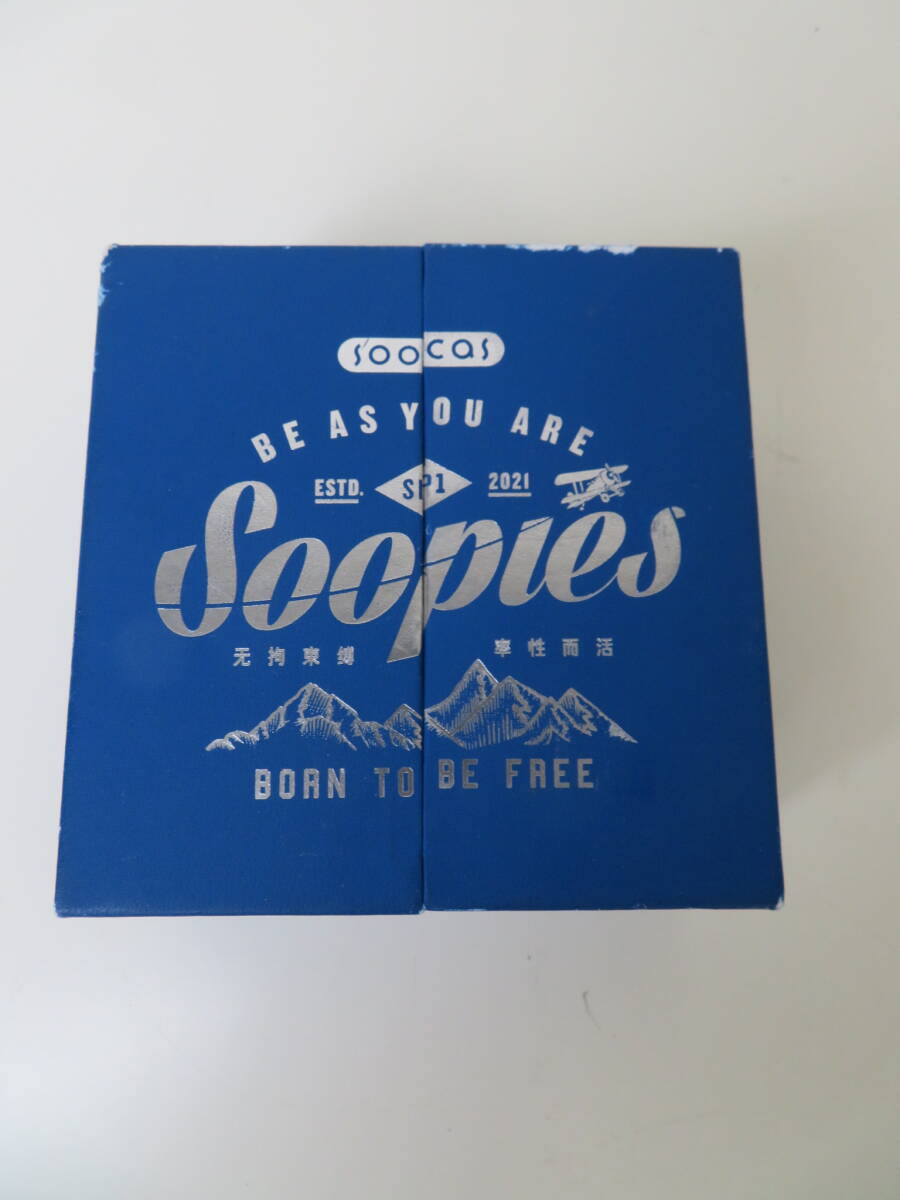 soocas
BE AS YOU ARE
ESTD. SP1 2021
Soopies
无拘束缚 率性而活
BORN TO BE FREE